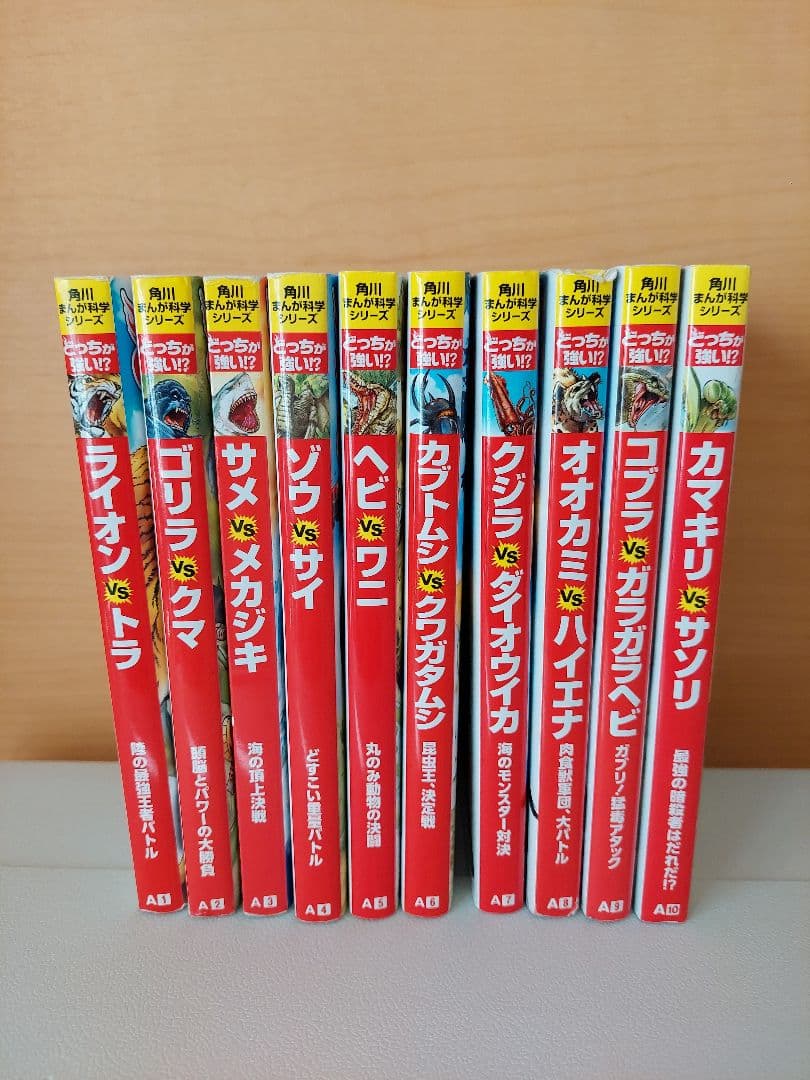 角川
まんが科学
シリーズ
どっちが
強い!?
ライオンvsトラ
陸の最強王者バトル
A1
角川
まんが科学
シリーズ
どっちが
強い!?
ゴリラvsクマ
頭脳とパワーの大勝負
A2
角川
まんが科学
シリーズ
どっちが
強い!?
サメvsメカジキ
海の頂上決戦
A3
角川
まんが科学
シリーズ
どっちが
強い!?
ゾウvsサイ
どすこい重量バトル
A4
角川
まんが科学
シリーズ
どっちが
強い!?
ヘビvsワニ
丸のみ動物の決闘
A5
角川
まんが科学
シリーズ
どっちが
強い!?
カブトムシvsクワガタムシ
昆虫王、決定戦
A6
角川
まんが科学
シリーズ
どっちが
強い!?
クジラvsダイオウイカ
海のモンスター対決
A7
角川
まんが科学
シリーズ
どっちが
強い!?
オオカミvsハイエナ
肉食獣軍団、大バトル
A8
角川
まんが科学
シリーズ
どっちが
強い!?
コブラvsガラガラヘビ
ガブリ!猛毒アタック
A9
角川
まんが科学
シリーズ
どっちが
強い!?
カマキリvsサソリ
最強の暗殺者はだれだ!?
A10